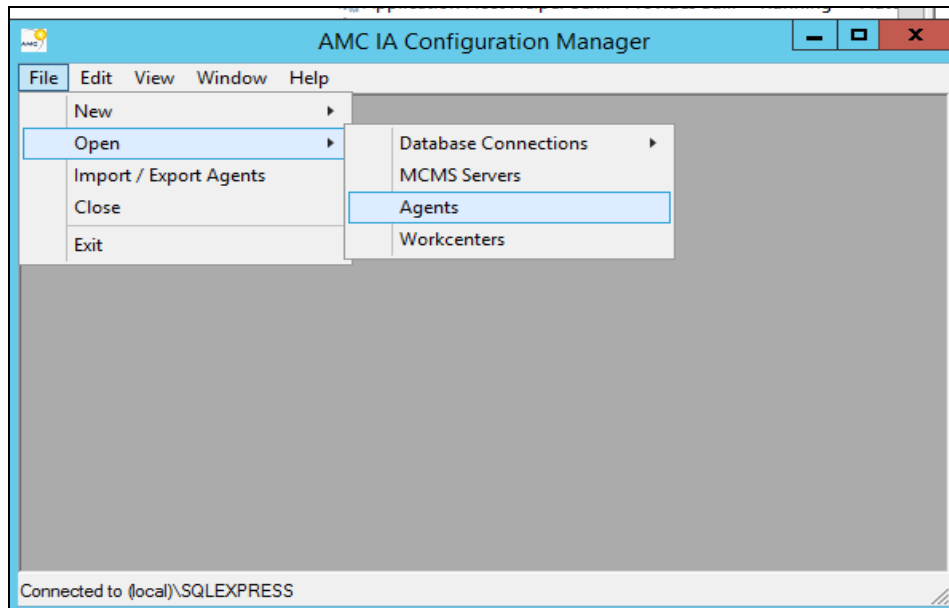 AMC
AMC IA Configuration Manager
File Edit View Window Help
New
Open
Import / Export Agents
Close
Exit
Database Connections
MCMS Servers
Agents
Workcenters
Connected to (local)\SQLEXPRESS